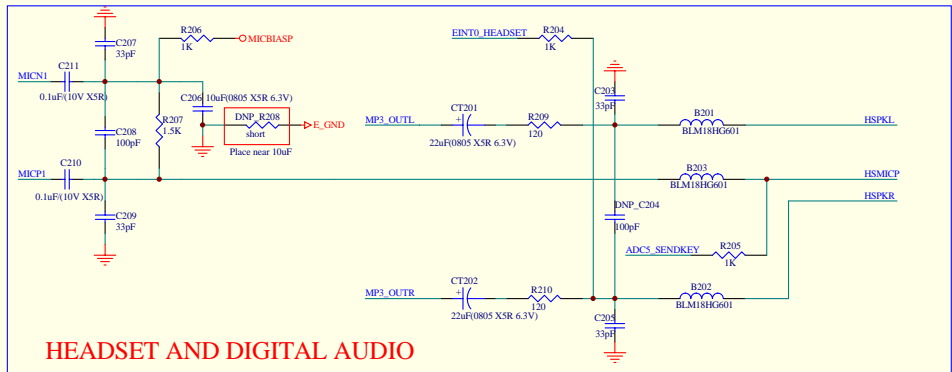 R206
1K
MICBIASP
C207
33pF
MICN1
C211
0.1uF/(10V X5R)
C206
10uF(0805 X5R 6.3V)
DNP_R208
short
E_GND
Place near 10uF
R207
1.5K
C208
100pF
MICP1
C210
0.1uF/(10V X5R)
C209
33pF
EINT0_HEADSET
R204
1K
C203
33pF
MP3_OUTL
CT201
+
22uF(0805 X5R 6.3V)
R209
120
B201
BLM18HG601
HSPKL
B203
BLM18HG601
HSMICP
HSPKR
DNP_C204
100pF
ADC5_SENDKEY
R205
1K
MP3_OUTR
CT202
+
22uF(0805 X5R 6.3V)
R210
120
B202
BLM18HG601
C205
33pF
HEADSET AND DIGITAL AUDIO